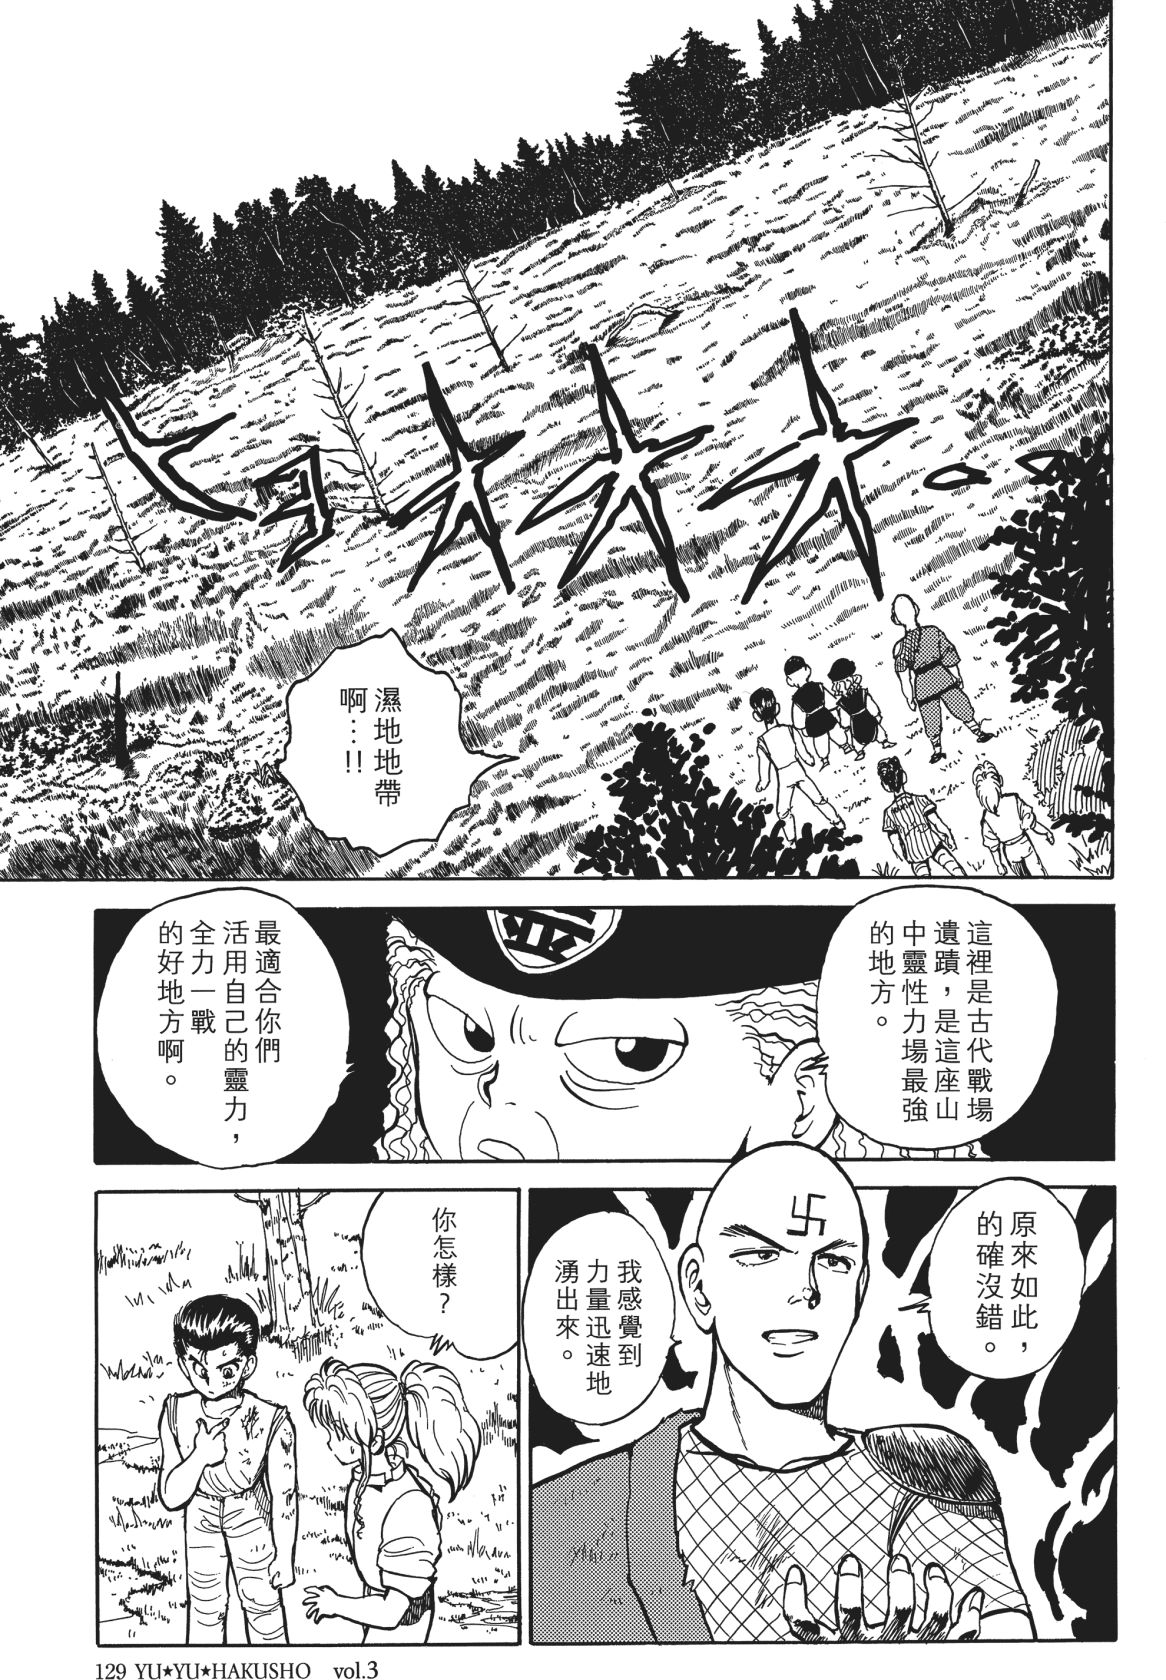 ヒョオオオ
濕地地帶
啊…!!
這裡是古代戰場
遺蹟，是這座山
中靈性力場最強
的地方。
最適合你們
活用自己的靈力，
全力一戰
的好地方啊。
原來如此，
的確沒錯。
我感覺到
力量迅速地
湧出來。
卐
你怎樣？
129 YU★YU★HAKUSHO vol.3